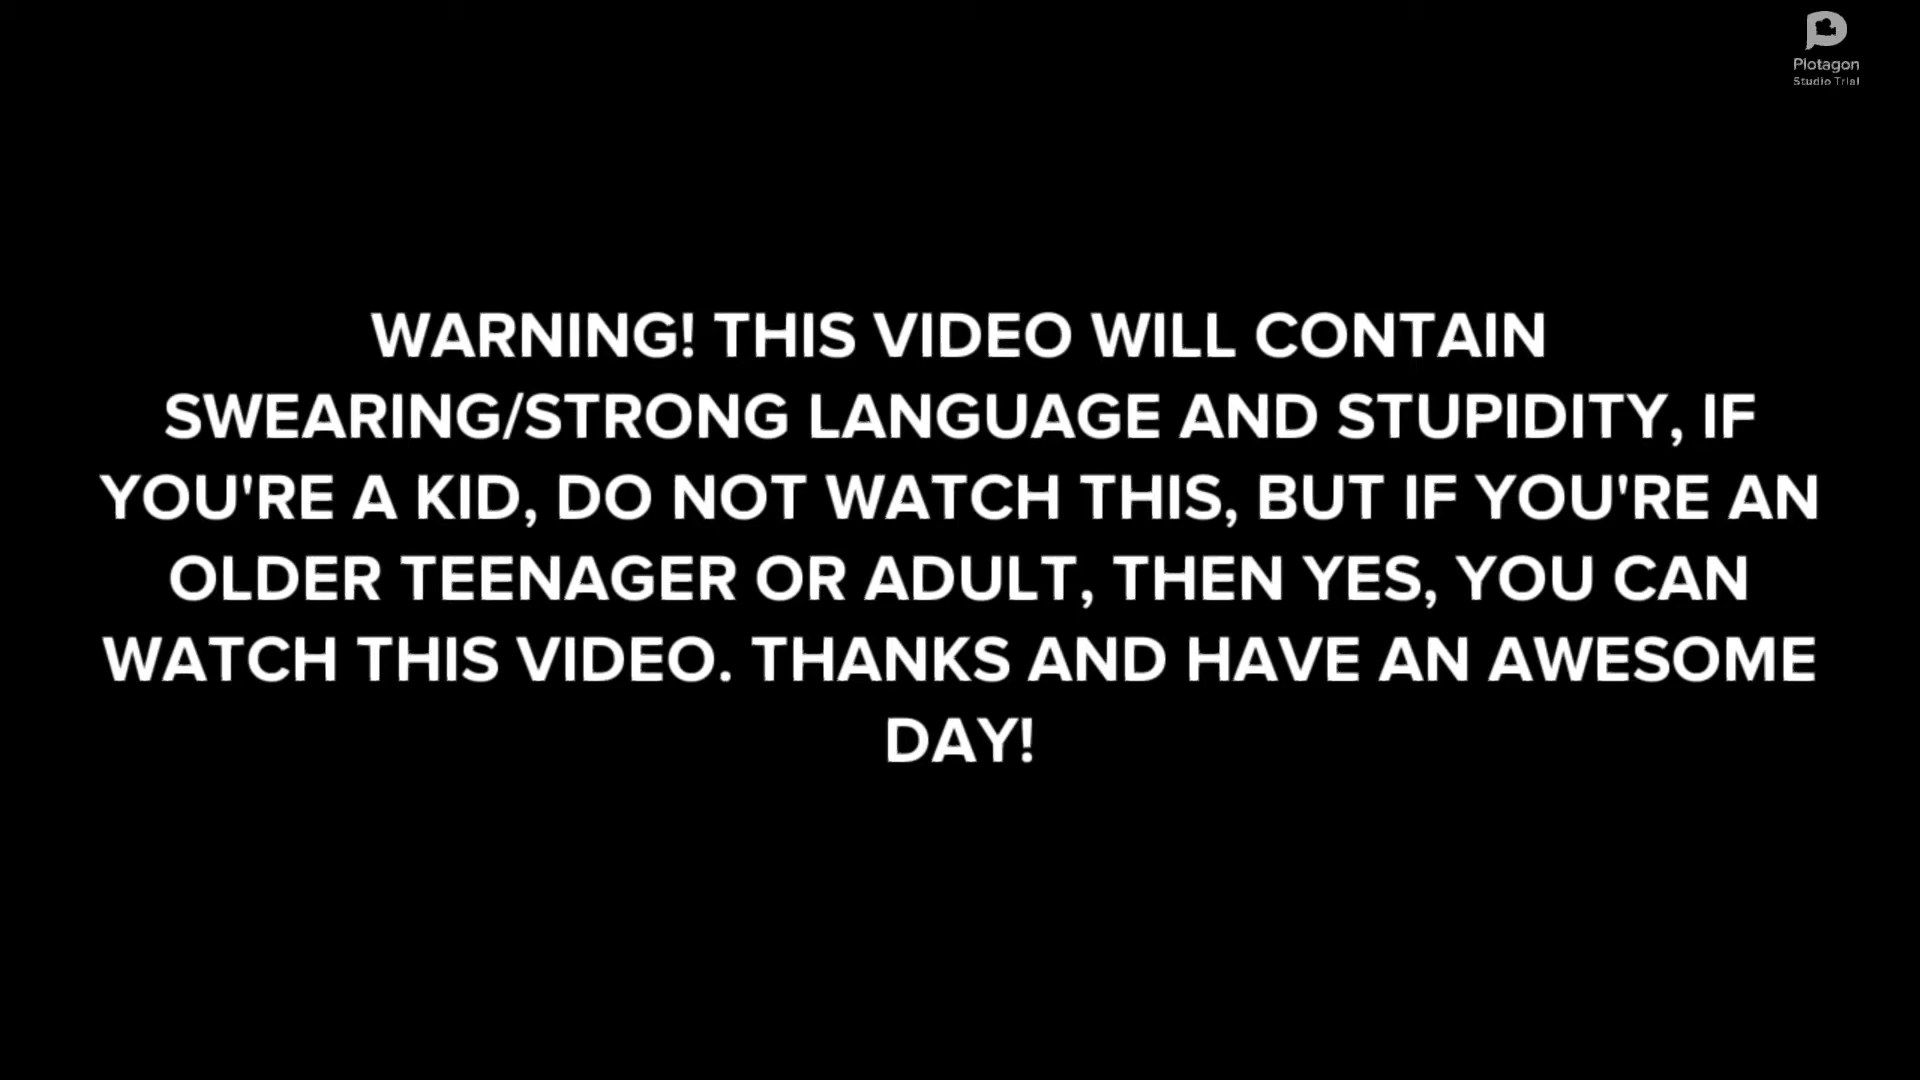 Plotagon
Studio Trial
WARNING! THIS VIDEO WILL CONTAIN
SWEARING/STRONG LANGUAGE AND STUPIDITY, IF
YOU'RE A KID, DO NOT WATCH THIS, BUT IF YOU'RE AN
OLDER TEENAGER OR ADULT, THEN YES, YOU CAN
WATCH THIS VIDEO. THANKS AND HAVE AN AWESOME
DAY!